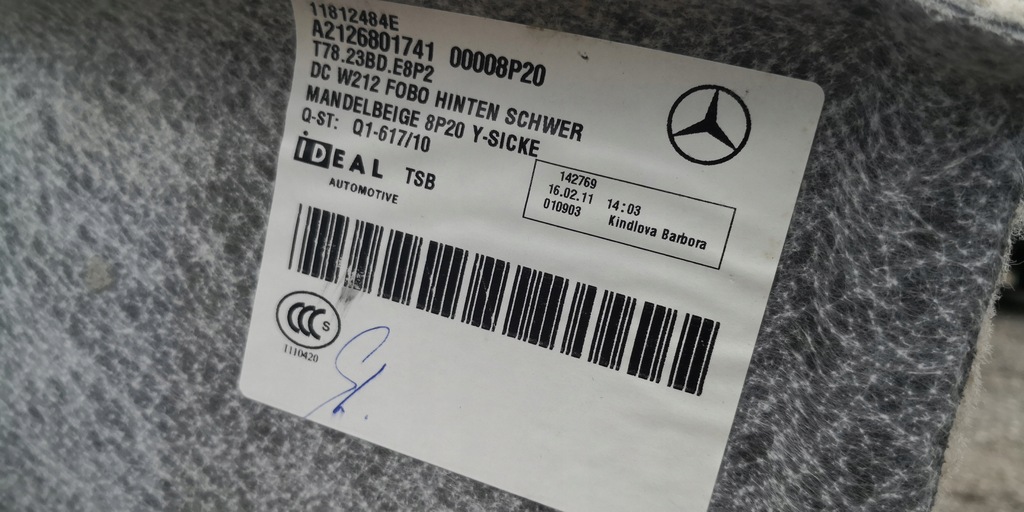 11812484E
A2126801741 00008P20
T78.23BD.E8P2
DC W212 FOBO HINTEN SCHWER
MANDELBEIGE 8P20 Y-SICKE
Q-ST: Q1-617/10
iDEAL TSB
AUTOMOTIVE
142769
16.02.11 14:03
010903 Kindlova Barbora
CCC S
1110420